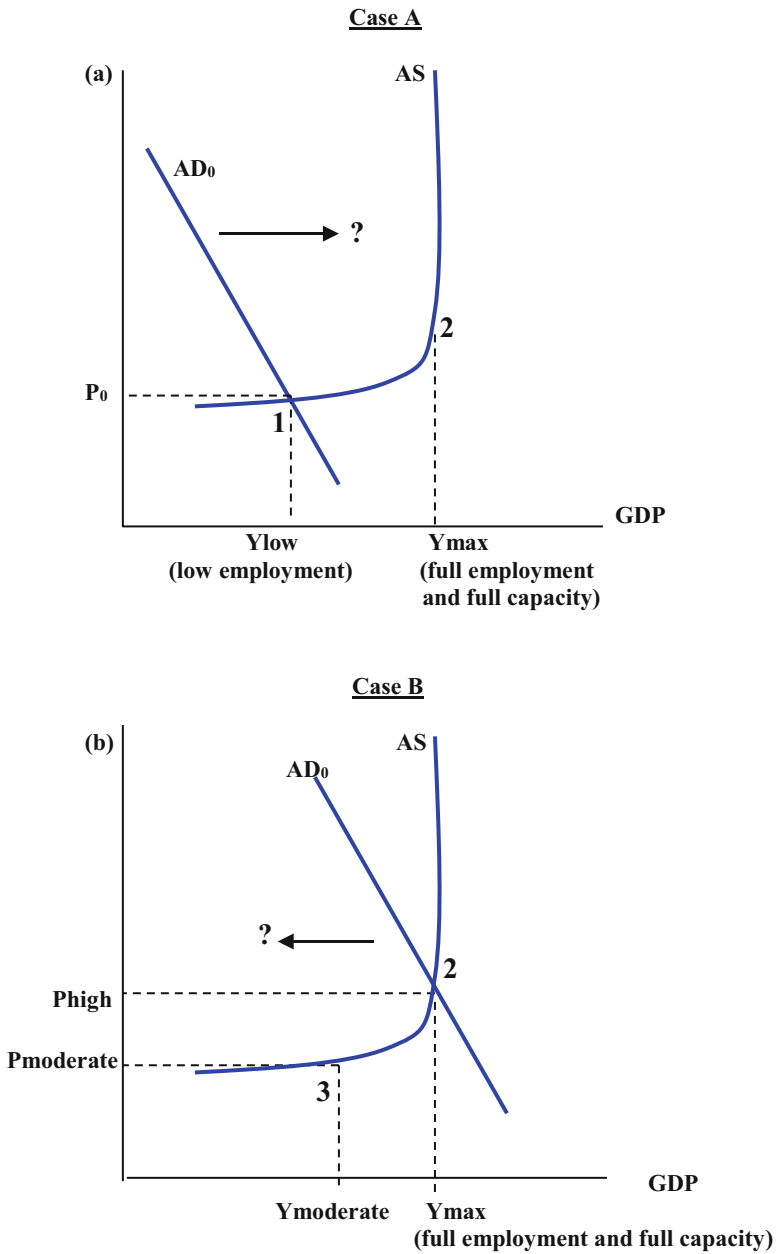 Case A
(a)
AS
AD₀
?
2
P₀
1
GDP
Ylow
(low employment)
Ymax
(full employment
and full capacity)
Case B
(b)
AS
AD₀
?
2
Phigh
Pmoderate
3
GDP
Ymoderate
Ymax
(full employment and full capacity)